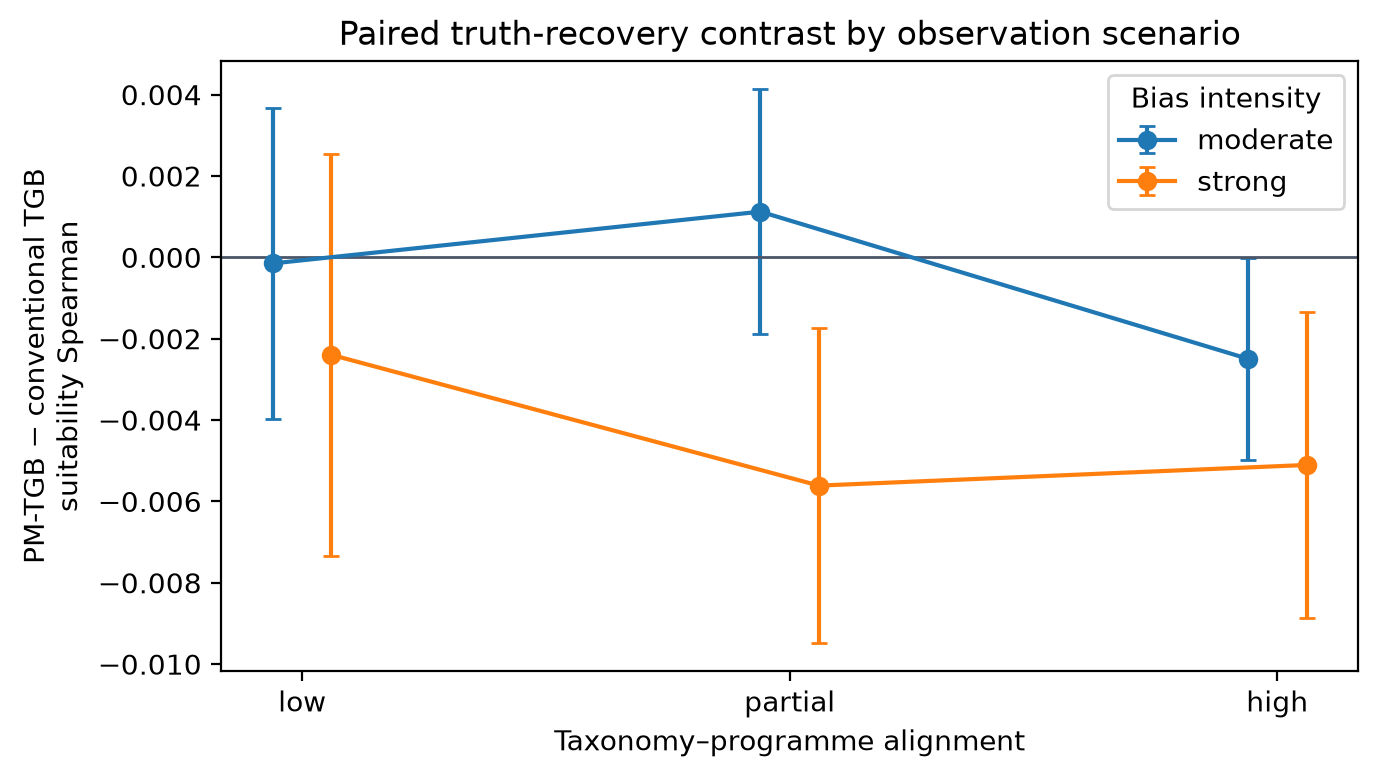 Paired truth-recovery contrast by observation scenario
PM-TGB − conventional TGB
suitability Spearman
0.004
0.002
0.000
−0.002
−0.004
−0.006
−0.008
−0.010
Bias intensity
moderate
strong
low
partial
high
Taxonomy–programme alignment